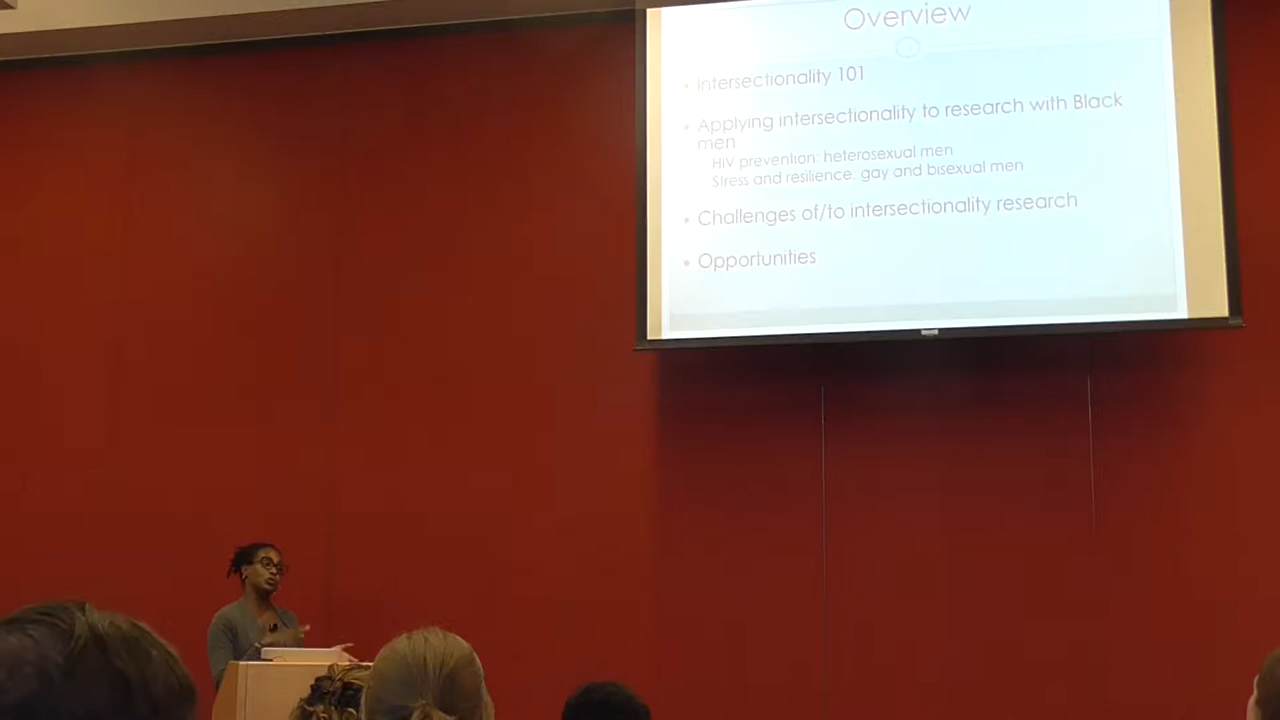 Overview
Intersectionality 101
Applying intersectionality to research with Black
men
HIV prevention: heterosexual men
Stress and resilience: gay and bisexual men
Challenges of/to intersectionality research
Opportunities